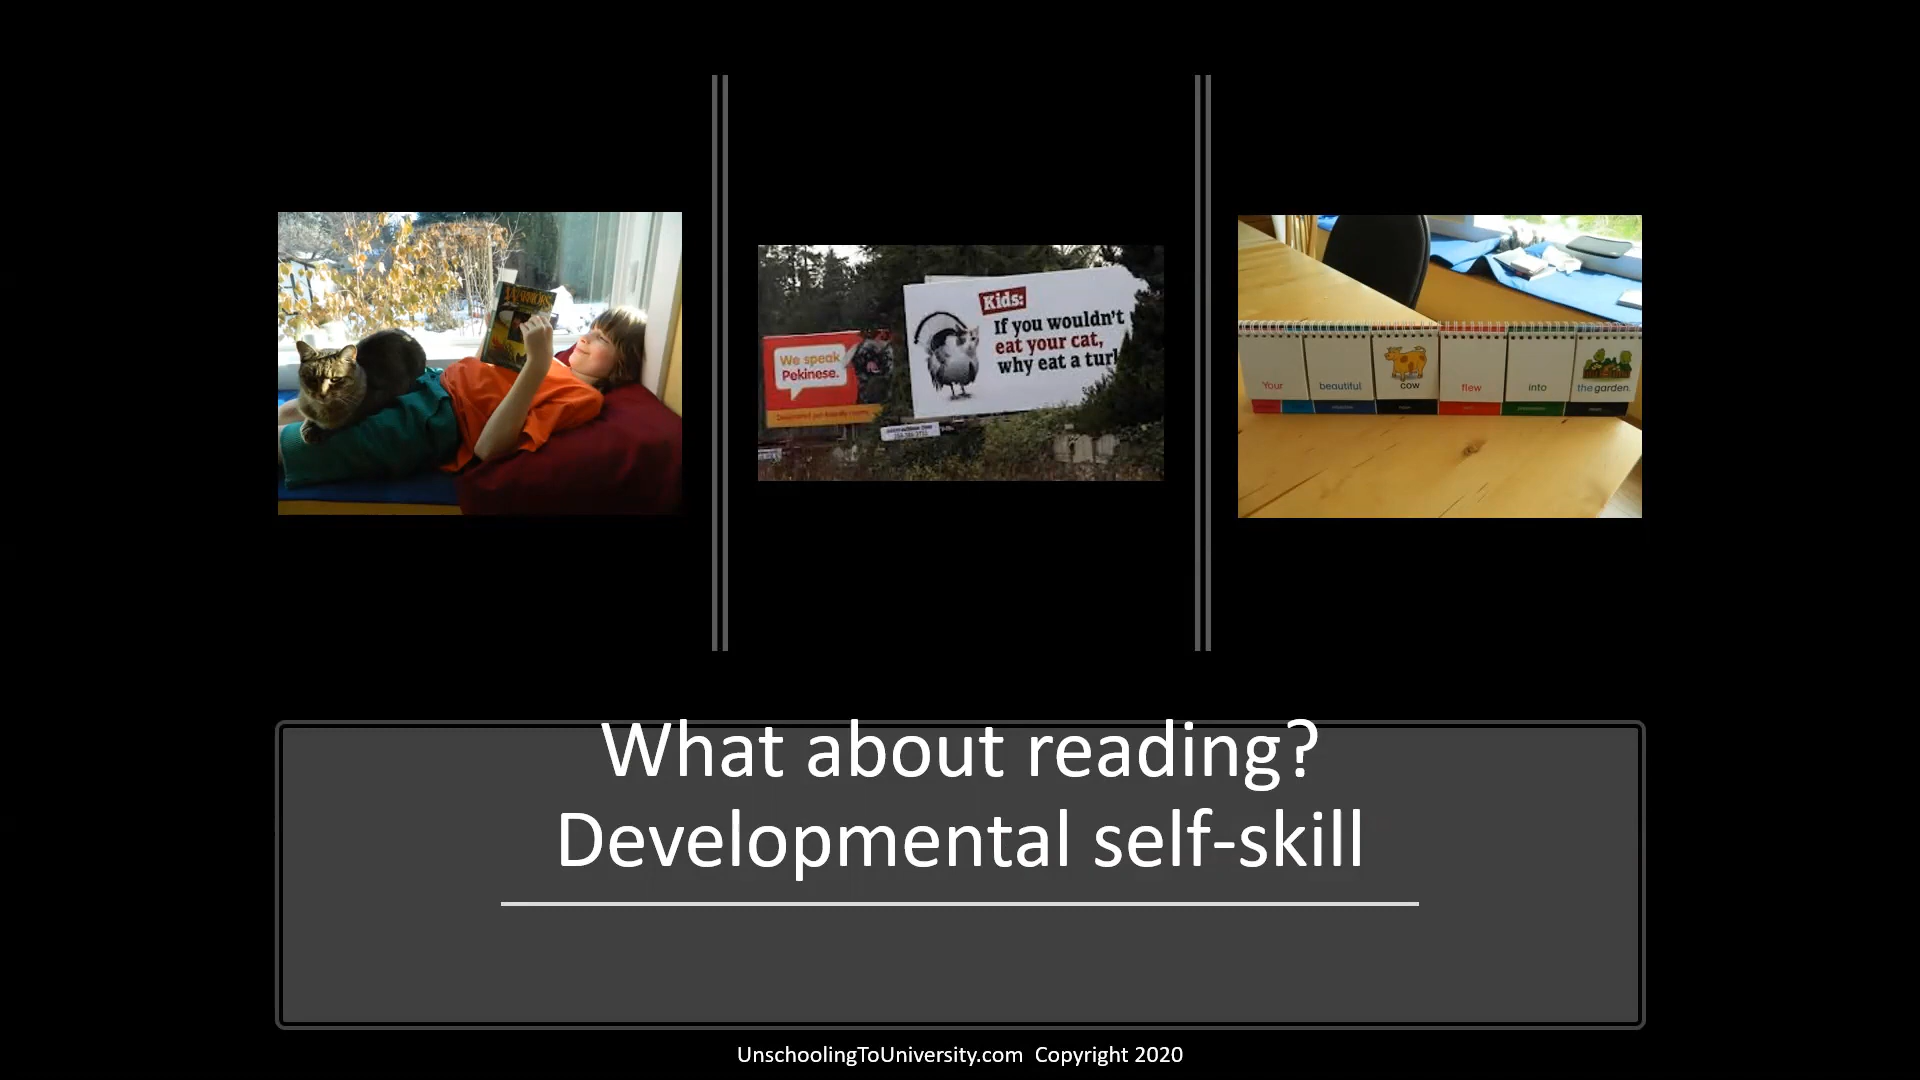 WARRIORS
We speak
Pekinese.
Kids:
If you wouldn't
eat your cat,
why eat a turk
Your beautiful cow flew into the garden.
What about reading?
Developmental self-skill
UnschoolingToUniversity.com Copyright 2020